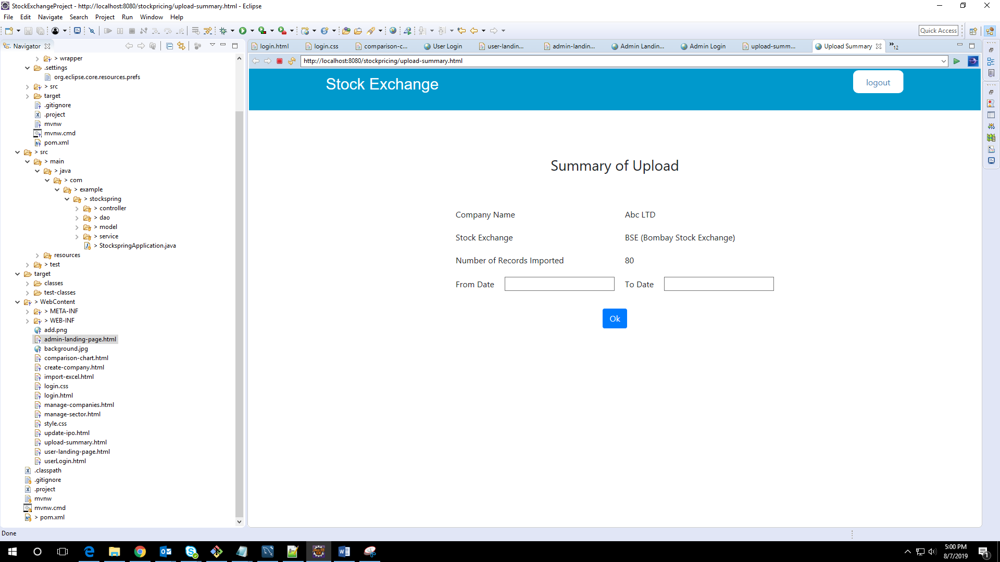 StockExchangeProject - http://localhost:8080/stockpricing/upload-summary.html - Eclipse
File Edit Navigate Search Project Run Window Help
Quick Access
Navigator
login.html login.css comparison-c... User Login user-landin... admin-landin... Admin Landin... Admin Login upload-summ... Upload Summary »12
http://localhost:8080/stockpricing/upload-summary.html
> wrapper
.settings
org.eclipse.core.resources.prefs
> src
target
.gitignore
.project
mvnw
mvnw.cmd
pom.xml
> src
> main
> java
> com
> example
> stockspring
> controller
> dao
> model
> service
> StockspringApplication.java
resources
> test
target
classes
test-classes
> WebContent
> META-INF
> WEB-INF
add.png
admin-landing-page.html
background.jpg
comparison-chart.html
create-company.html
import-excel.html
login.css
login.html
manage-companies.html
manage-sector.html
style.css
update-ipo.html
upload-summary.html
user-landing-page.html
userLogin.html
.classpath
.gitignore
.project
mvnw
mvnw.cmd
> pom.xml
Stock Exchange logout
Summary of Upload
Company Name Abc LTD
Stock Exchange BSE (Bombay Stock Exchange)
Number of Records Imported 80
From Date To Date
Ok
Done
5:00 PM
8/7/2019
1